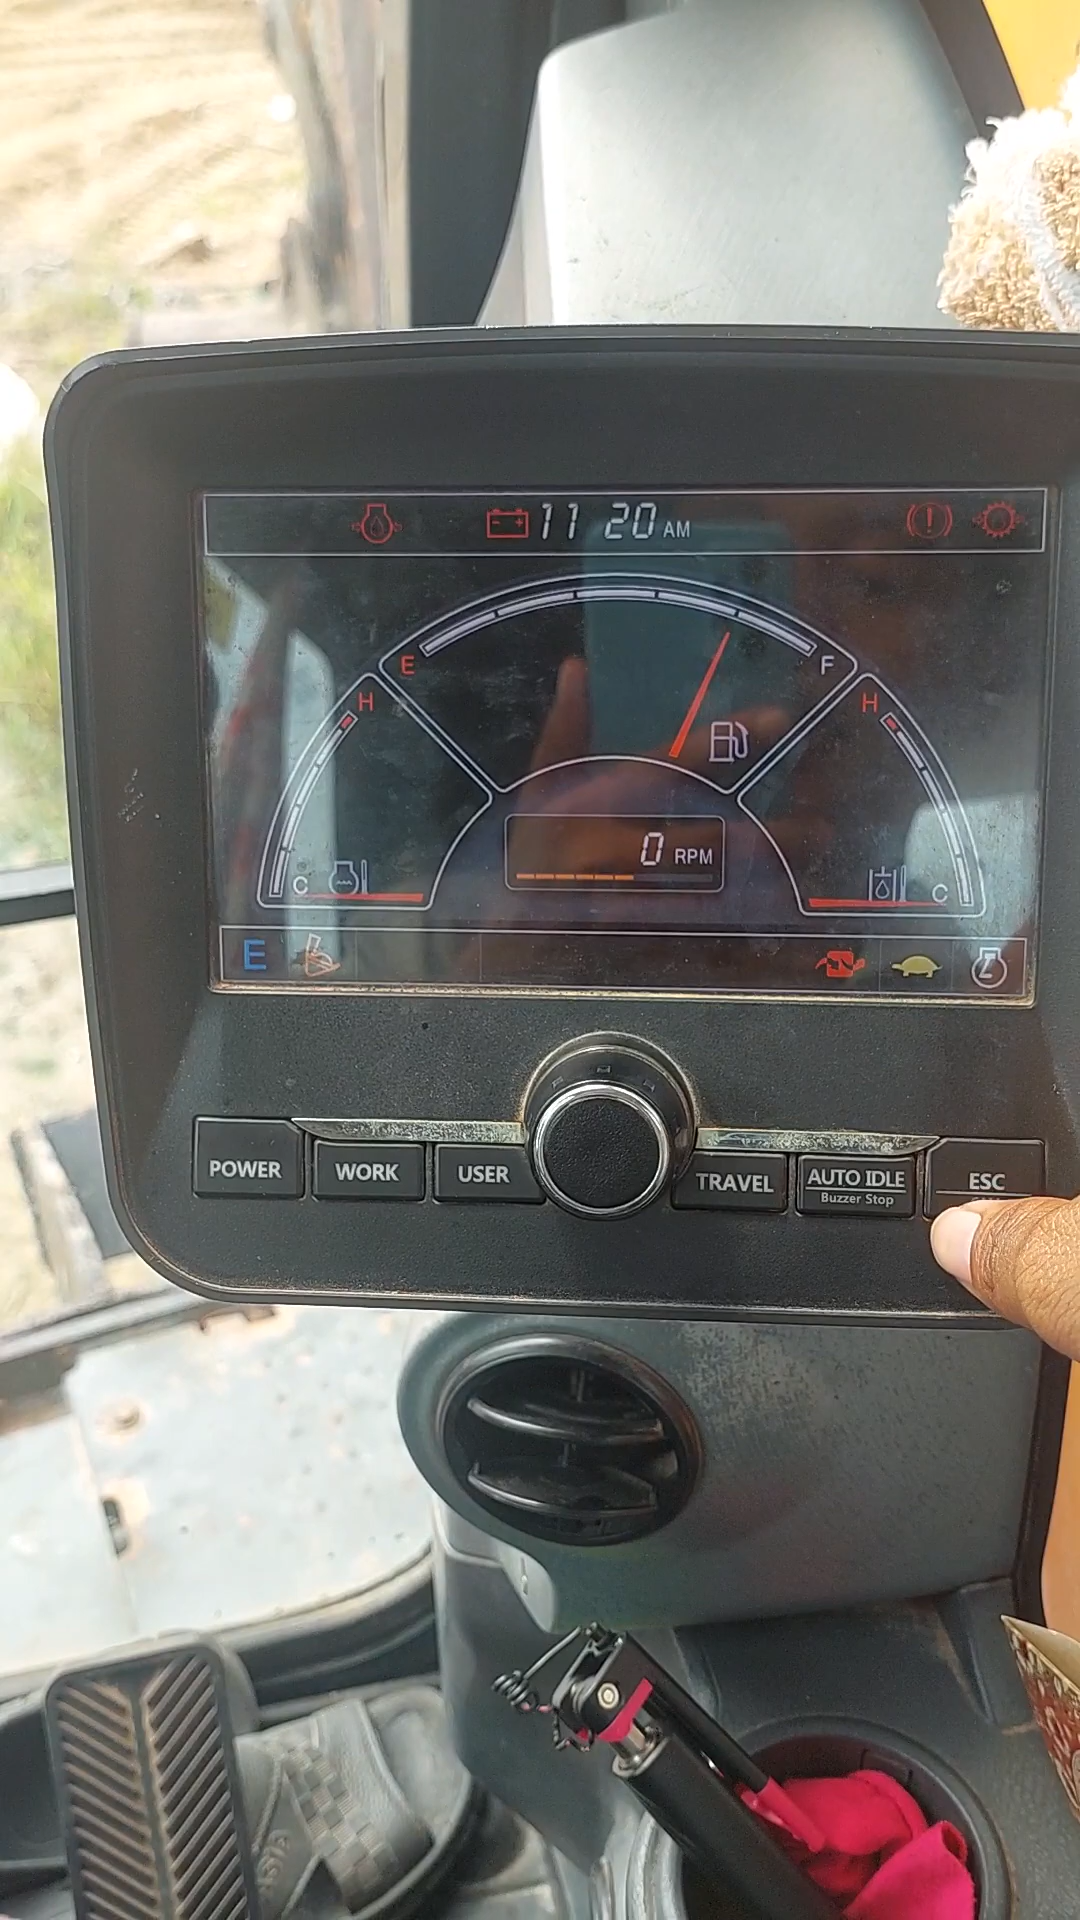 11 20 AM
E F
H H
0 RPM
C C
E
POWER WORK USER TRAVEL AUTO IDLE ESC
Buzzer Stop